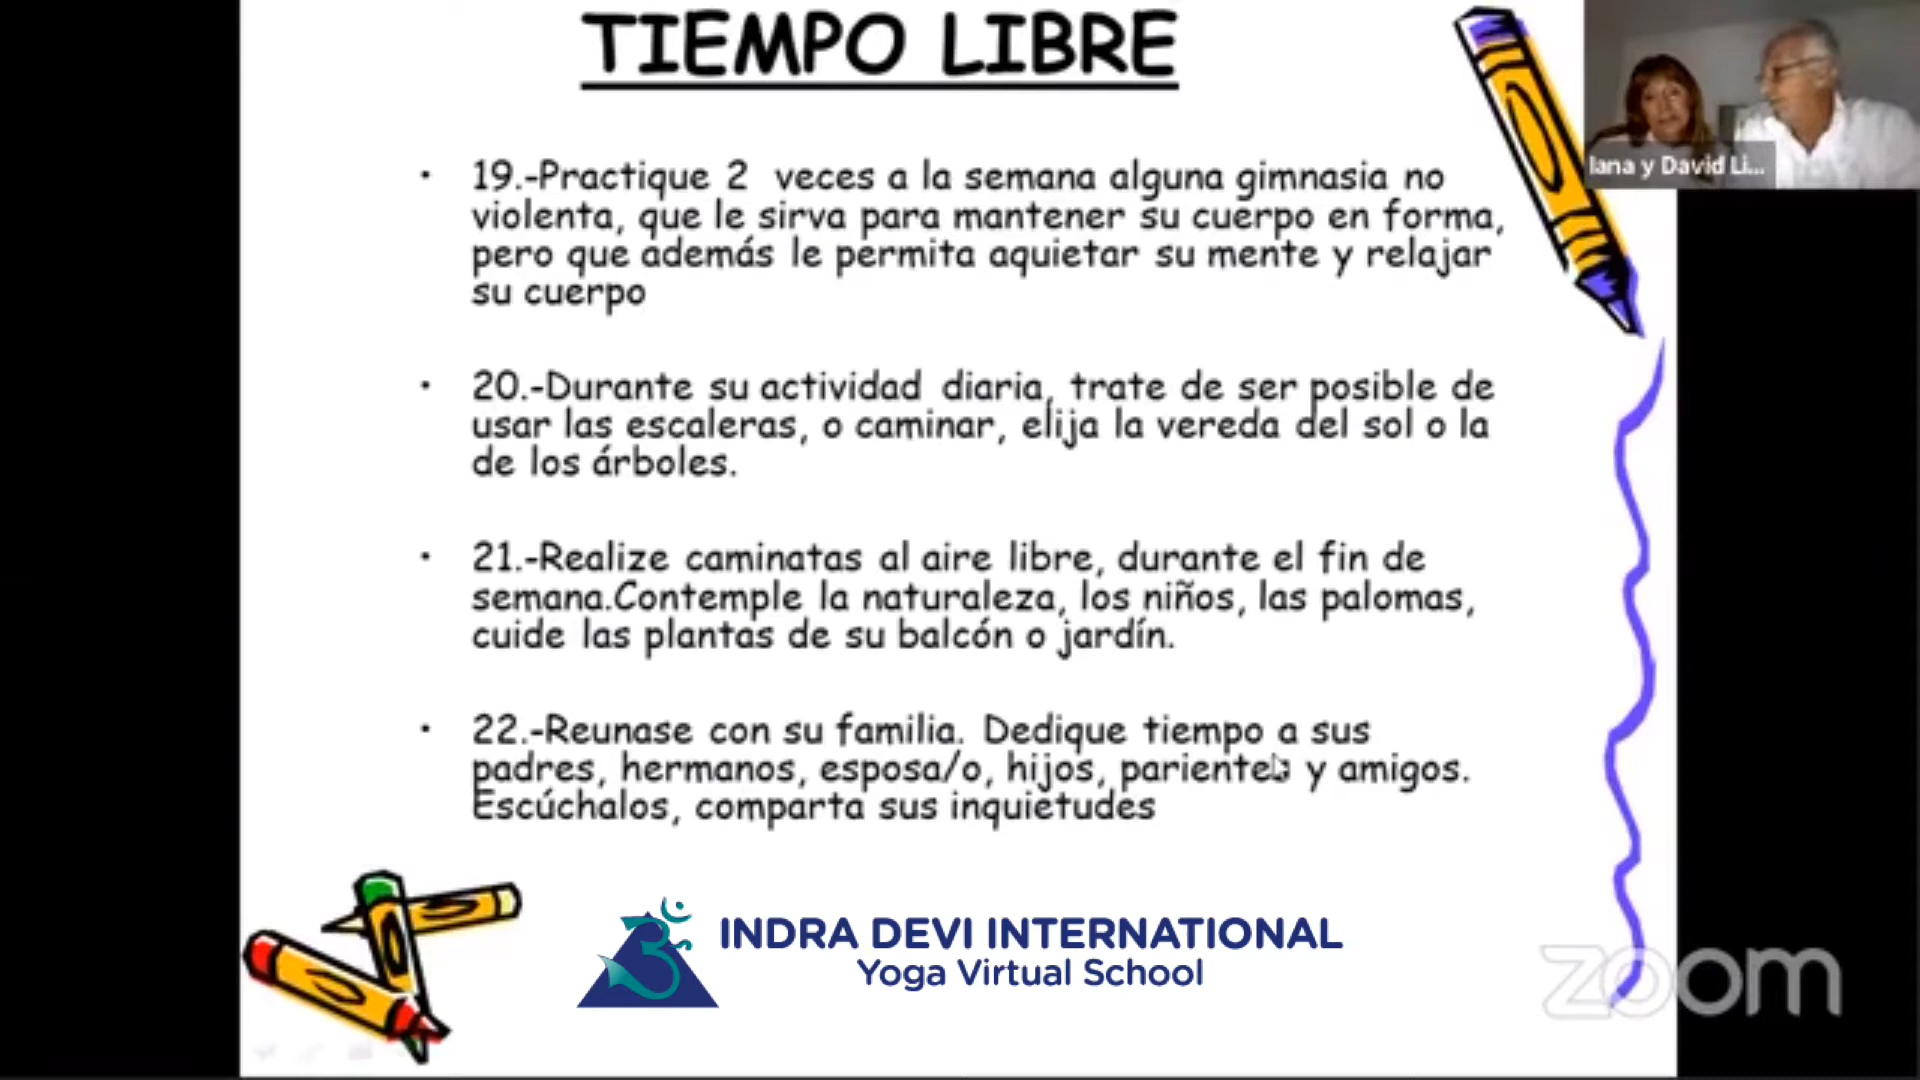 TIEMPO LIBRE
lana y David Li...
• 19.-Practique 2 veces a la semana alguna gimnasia no
violenta, que le sirva para mantener su cuerpo en forma,
pero que además le permita aquietar su mente y relajar
su cuerpo
• 20.-Durante su actividad diaria, trate de ser posible de
usar las escaleras, o caminar, elija la vereda del sol o la
de los árboles.
• 21.-Realize caminatas al aire libre, durante el fin de
semana.Contemple la naturaleza, los niños, las palomas,
cuide las plantas de su balcón o jardín.
• 22.-Reunase con su familia. Dedique tiempo a sus
padres, hermanos, esposa/o, hijos, parientes y amigos.
Escúchalos, comparta sus inquietudes
INDRA DEVI INTERNATIONAL
Yoga Virtual School
zoom